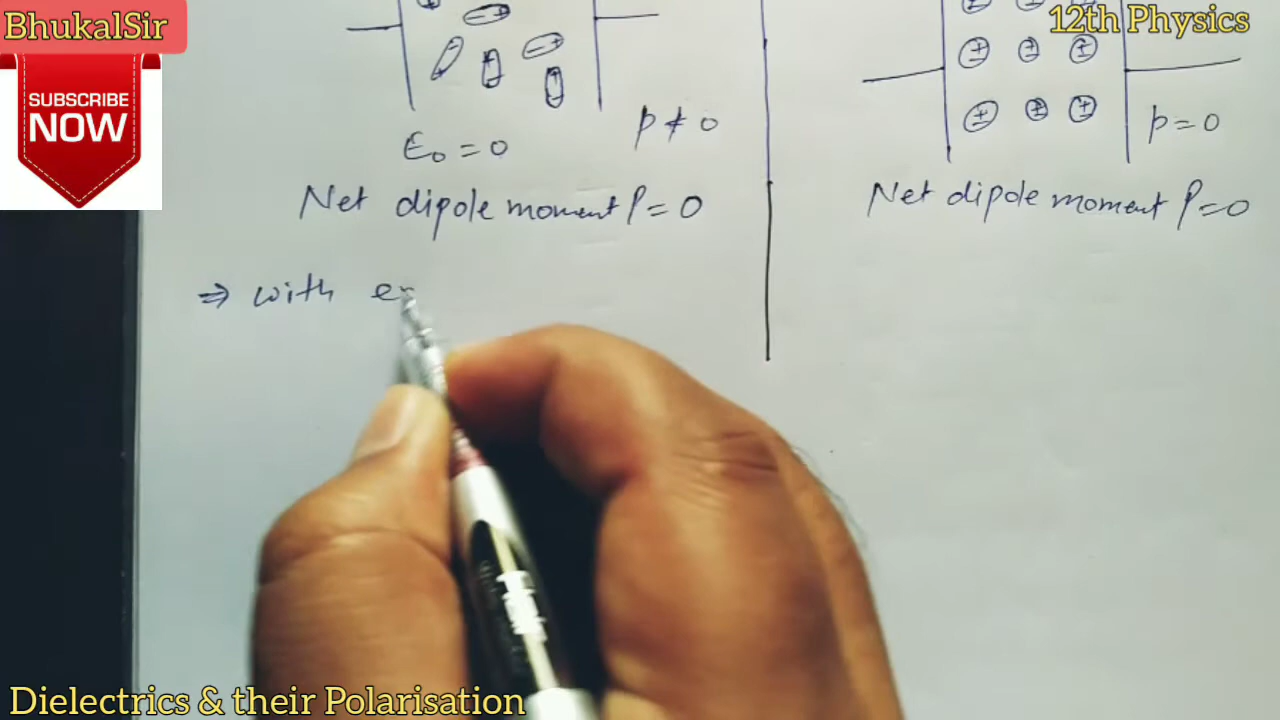 BhukalSir
12th Physics
SUBSCRIBE
NOW
E₀ = 0
p ≠ 0
p = 0
Net dipole moment P = 0
Net dipole moment P = 0
⇒ with
Dielectrics & their Polarisation